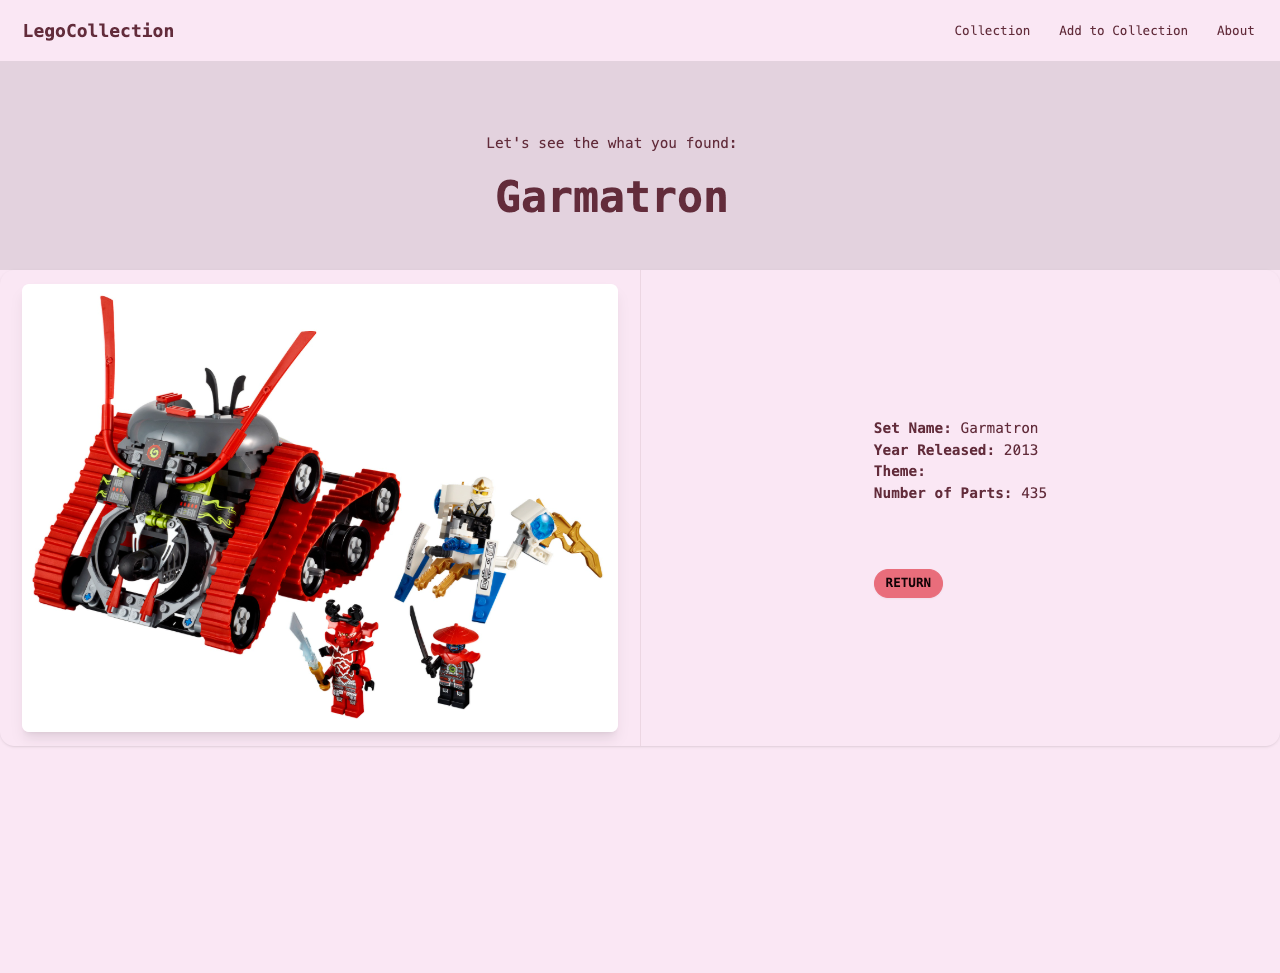 LegoCollection
Collection
Add to Collection
About
Let's see the what you found:
Garmatron
Set Name: Garmatron
Year Released: 2013
Theme:
Number of Parts: 435
RETURN